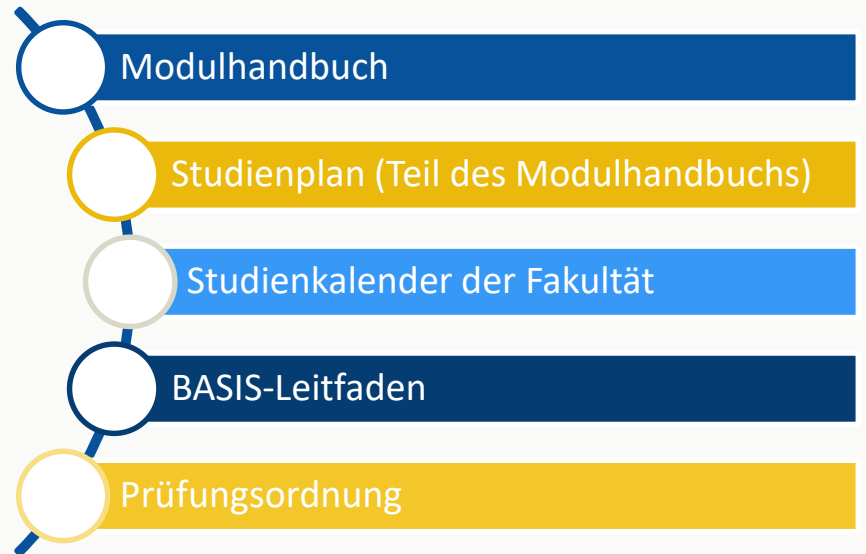 Modulhandbuch
Studienplan (Teil des Modulhandbuchs)
Studienkalender der Fakultät
BASIS-Leitfaden
Prüfungsordnung